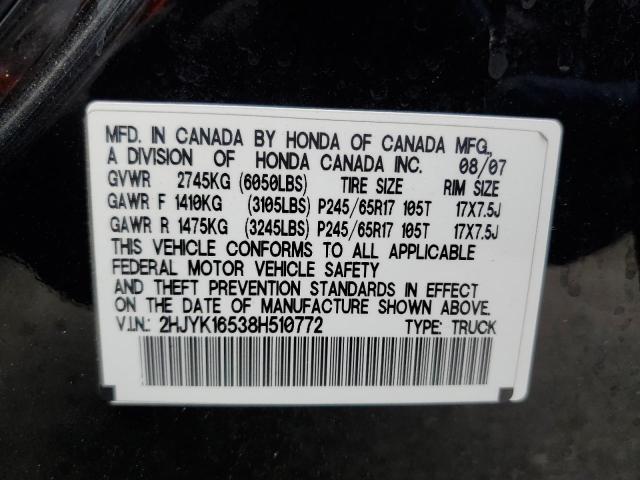 MFD. IN CANADA BY HONDA OF CANADA MFG.,
A DIVISION OF HONDA CANADA INC. 08/07
GVWR 2745KG (6050LBS) TIRE SIZE RIM SIZE
GAWR F 1410KG (3105LBS) P245/65R17 105T 17X7.5J
GAWR R 1475KG (3245LBS) P245/65R17 105T 17X7.5J
THIS VEHICLE CONFORMS TO ALL APPLICABLE
FEDERAL MOTOR VEHICLE SAFETY
AND THEFT PREVENTION STANDARDS IN EFFECT
ON THE DATE OF MANUFACTURE SHOWN ABOVE.
V.I.N.: 2HJYK16538H510772 TYPE: TRUCK